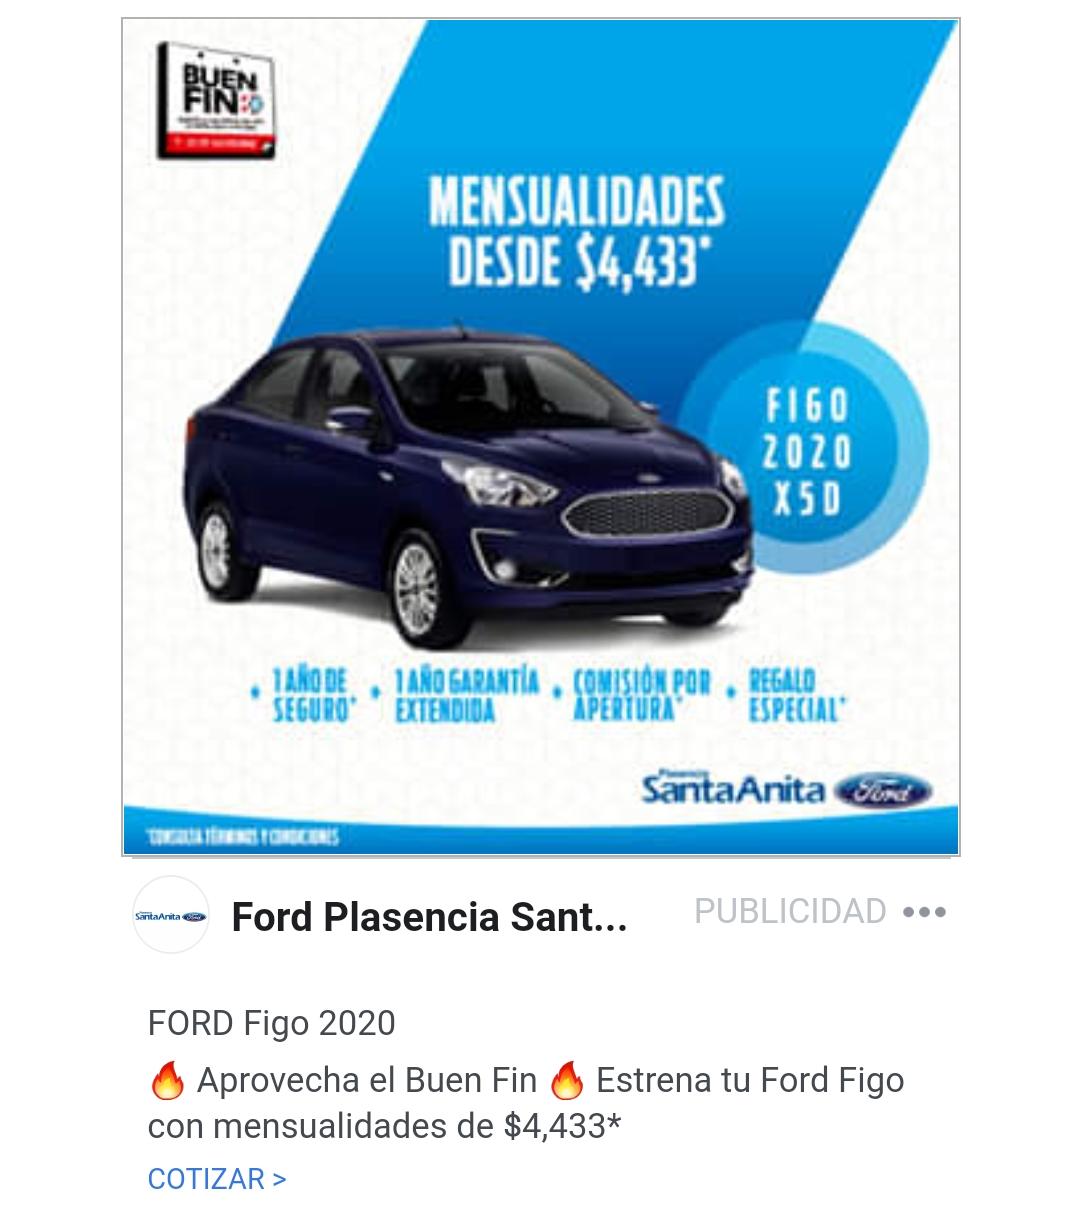 BUEN
FIN
MENSUALIDADES
DESDE $4,433*
FIGO
2020
X5D
• 1 AÑO DE SEGURO*
• 1 AÑO GARANTÍA EXTENDIDA
• COMISIÓN POR APERTURA*
• REGALO ESPECIAL*
Plasencia
SantaAnita Ford
*CONSULTA TÉRMINOS Y CONDICIONES
SantaAnita Ford
Ford Plasencia Sant...
PUBLICIDAD
FORD Figo 2020
🔥 Aprovecha el Buen Fin 🔥 Estrena tu Ford Figo
con mensualidades de $4,433*
COTIZAR >